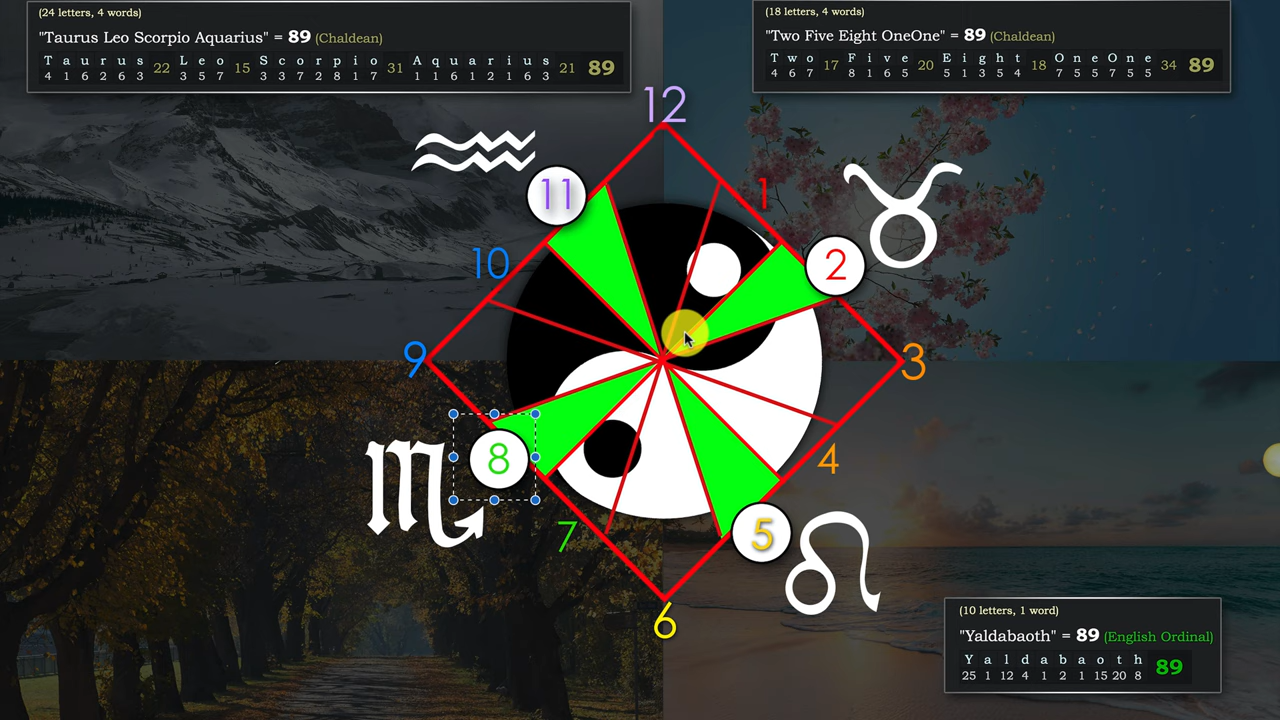 (24 letters, 4 words)
"Taurus Leo Scorpio Aquarius" = 89 (Chaldean)
T a u r u s 22 L e o 15 S c o r p i o 31 A q u a r i u s 21 89
4 1 6 2 6 3 3 5 7 3 3 7 2 8 1 7 1 1 6 1 2 1 6 3
(18 letters, 4 words)
"Two Five Eight OneOne" = 89 (Chaldean)
T w o 17 F i v e 20 E i g h t 18 O n e O n e 34 89
4 6 7 8 1 6 5 5 1 3 5 4 7 5 5 7 5 5
12
11
1
10
2
9
3
8
4
7
5
6
(10 letters, 1 word)
"Yaldabaoth" = 89 (English Ordinal)
Y a l d a b a o t h 89
25 1 12 4 1 2 1 15 20 8